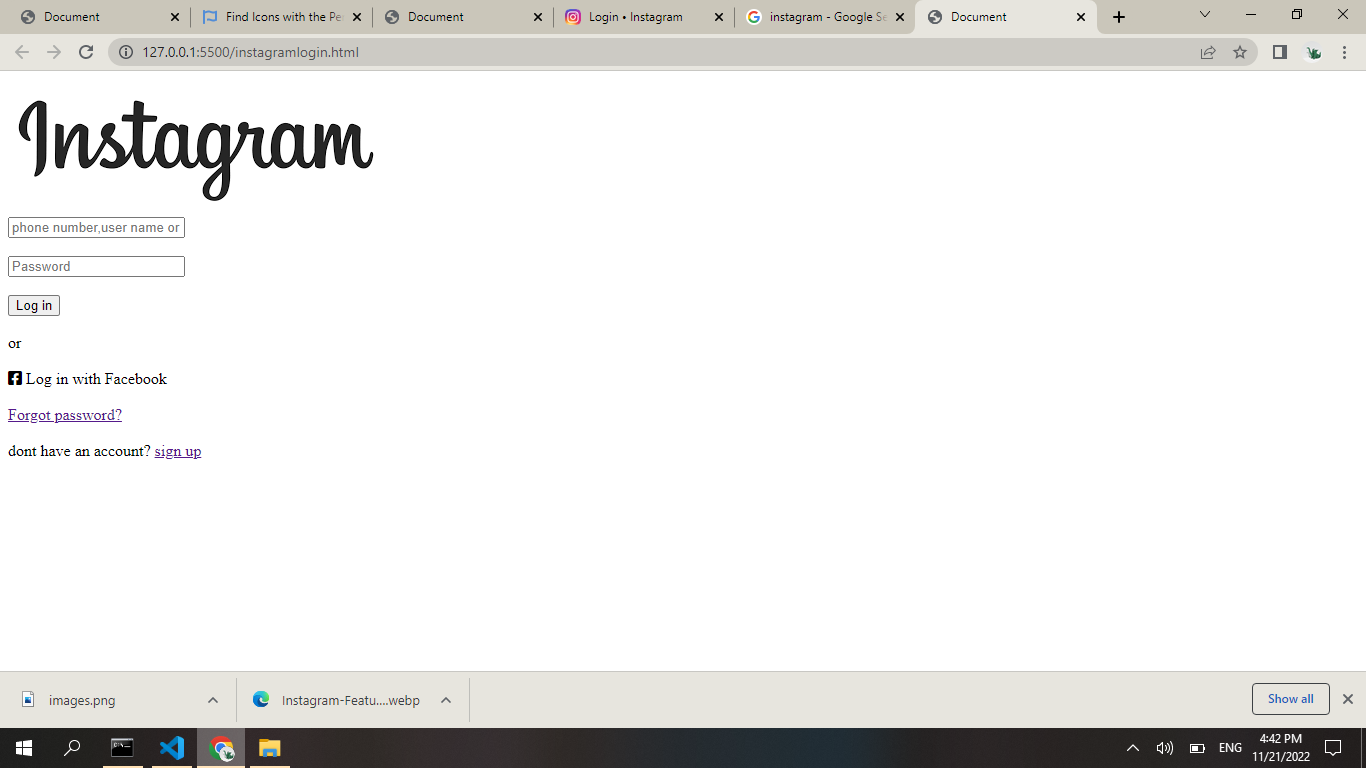 Document
Find Icons with the Pe
Document
Login • Instagram
instagram - Google Se
Document
127.0.0.1:5500/instagramlogin.html
Instagram
phone number,user name or
Password
Log in
or
Log in with Facebook
Forgot password?
dont have an account? sign up
images.png
Instagram-Featu....webp
Show all
ENG
4:42 PM
11/21/2022